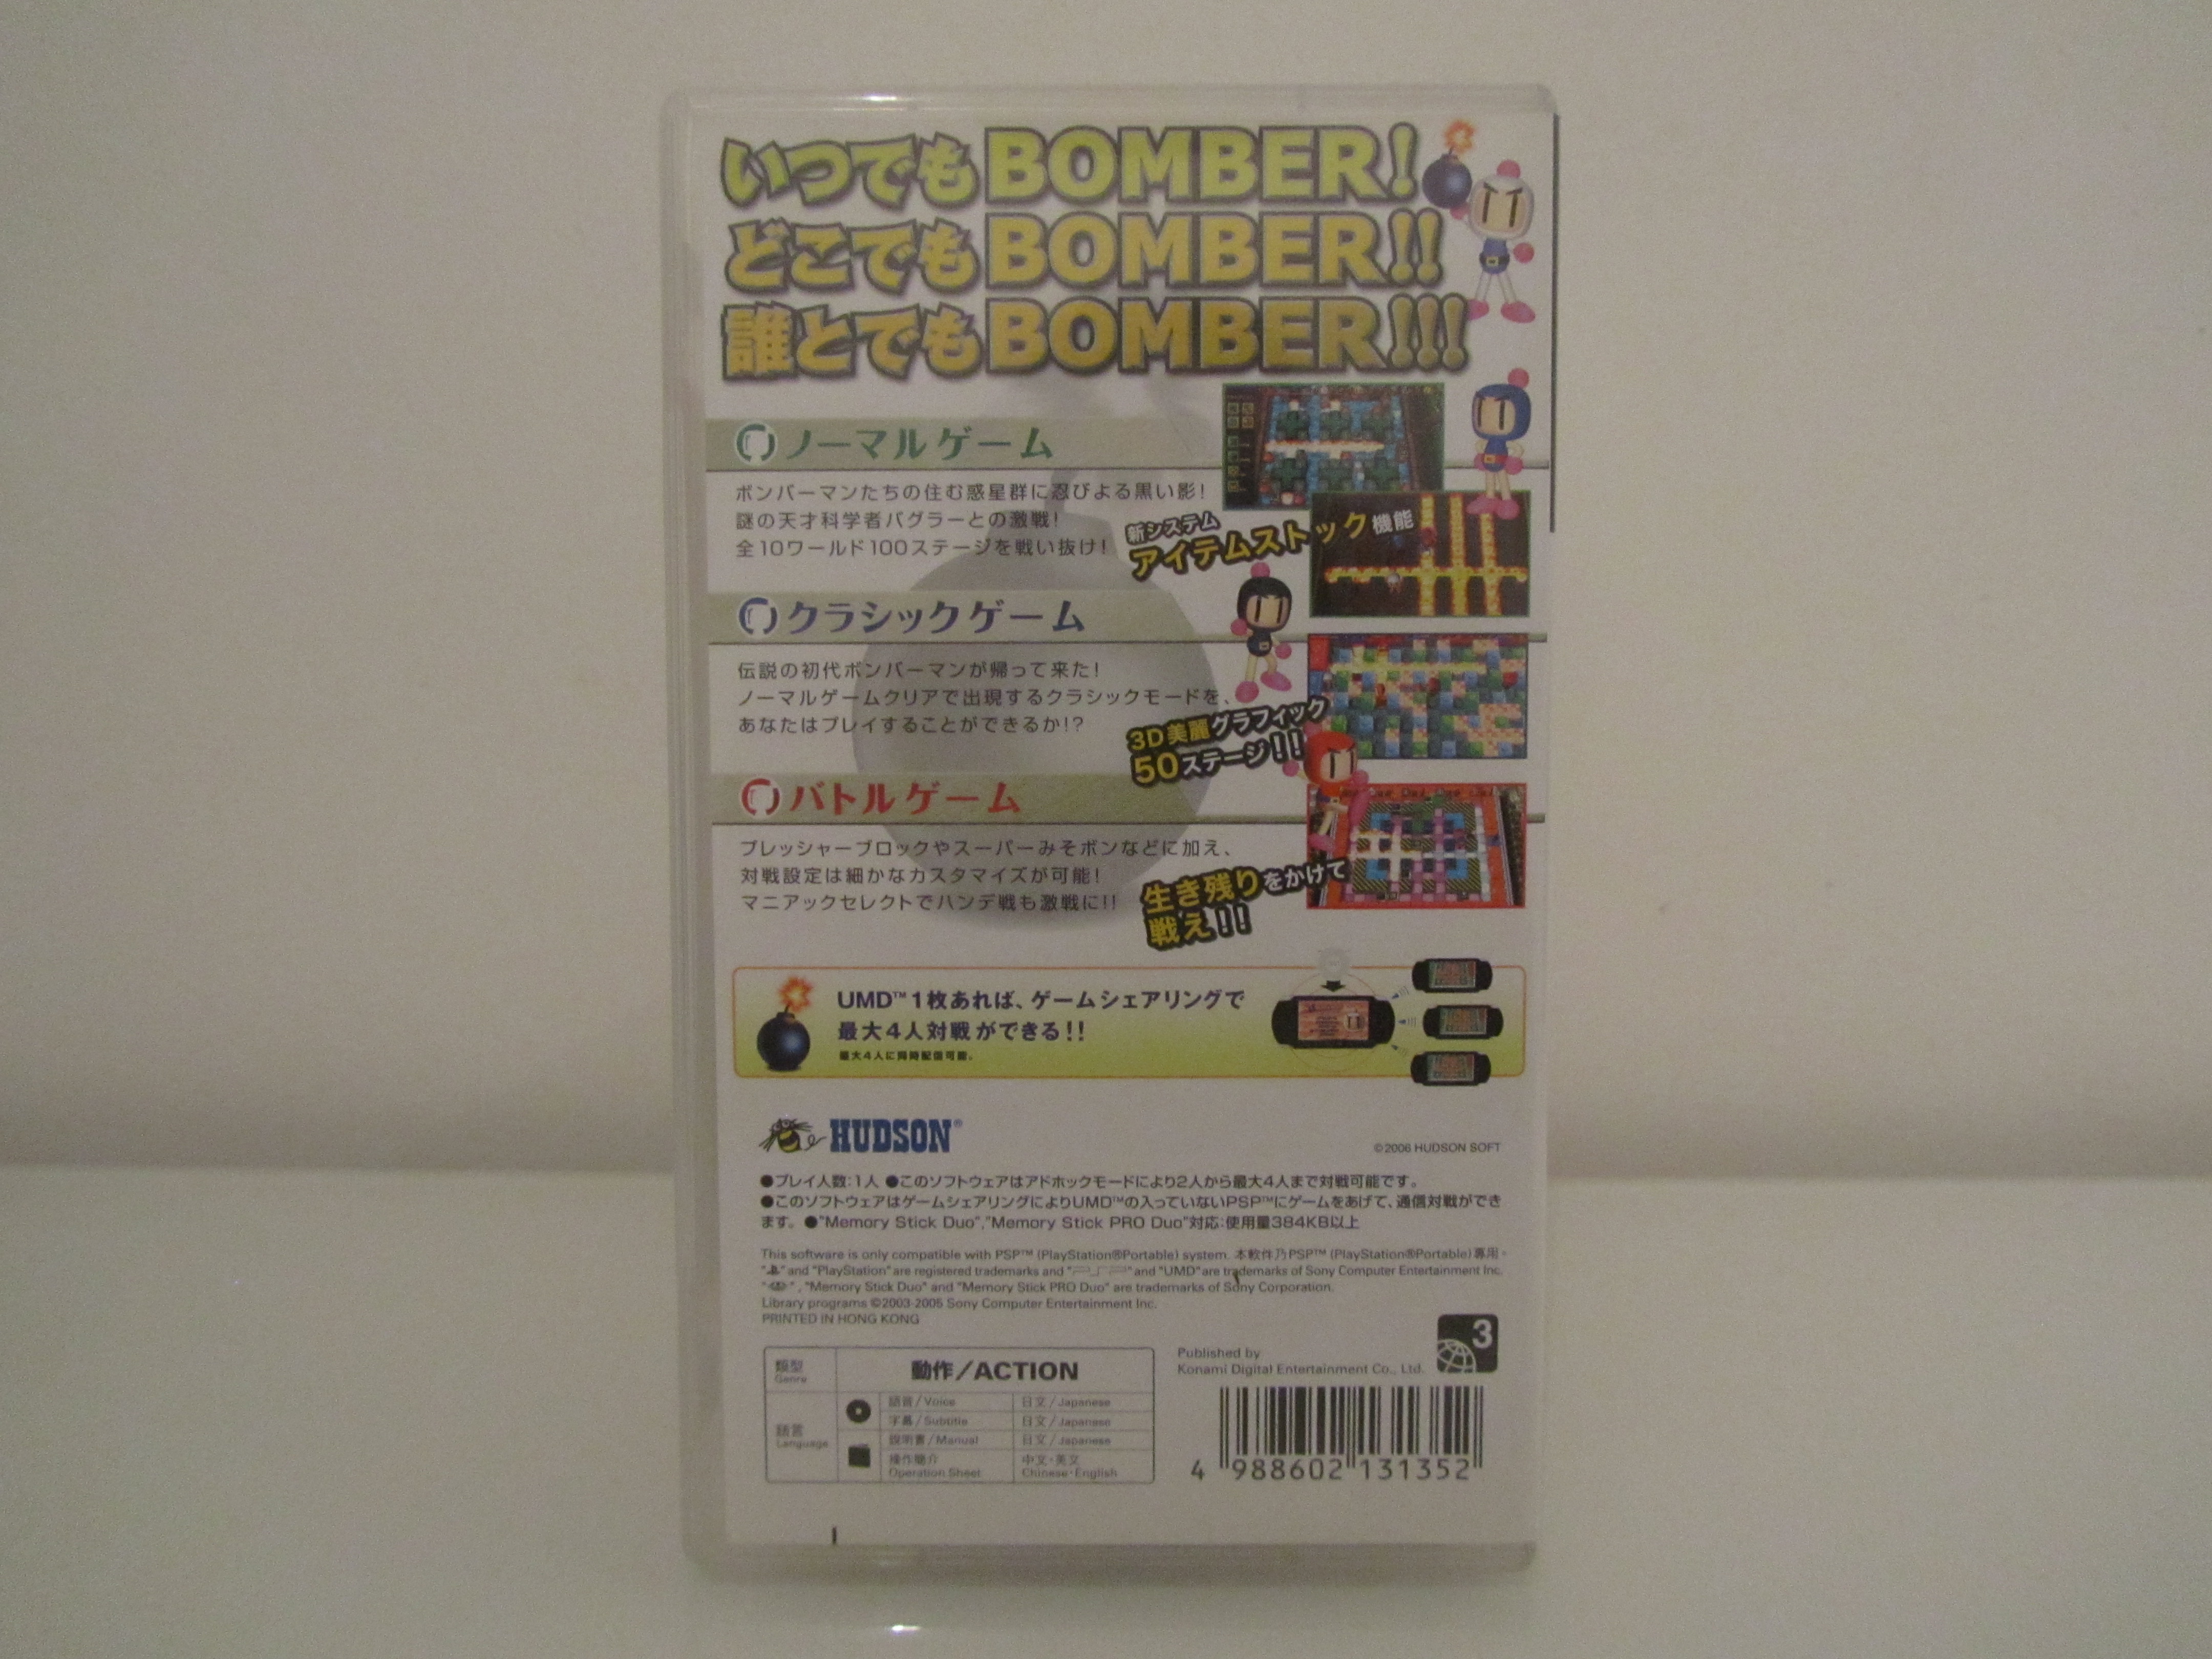 いつでもBOMBER!
どこでもBOMBER!!
誰とでもBOMBER!!!
ノーマルゲーム
ボンバーマンたちの住む惑星群に忍びよる黒い影!
謎の天才科学者バグラーとの激戦!
全10ワールド100ステージを戦い抜け!
新システム
アイテムストック機能
クラシックゲーム
伝説の初代ボンバーマンが帰って来た!
ノーマルゲームクリアで出現するクラシックモードを、
あなたはプレイすることができるか!?
3D美麗グラフィック
50ステージ!!
バトルゲーム
プレッシャーブロックやスーパーみそボンなどに加え、
対戦設定は細かなカスタマイズが可能!
マニアックセレクトでハンデ戦も激戦に!!
生き残りをかけて
戦え!!
UMD™1枚あれば、ゲームシェアリングで
最大4人対戦ができる!!
最大4人に同時配信可能。
HUDSON®
©2006 HUDSON SOFT
●プレイ人数:1人 ●このソフトウェアはアドホックモードにより2人から最大4人まで対戦可能です。
●このソフトウェアはゲームシェアリングによりUMD™の入っていないPSP™にゲームをあげて、通信対戦ができ
ます。●"Memory Stick Duo","Memory Stick PRO Duo"対応:使用量384KB以上
This software is only compatible with PSP™ (PlayStation®Portable) system. 本軟件乃PSP™ (PlayStation®Portable)專用。
" " and "PlayStation" are registered trademarks and "PSP" and "UMD" are trademarks of Sony Computer Entertainment Inc.
" ", "Memory Stick Duo" and "Memory Stick PRO Duo" are trademarks of Sony Corporation.
Library programs ©2003-2005 Sony Computer Entertainment Inc.
PRINTED IN HONG KONG
3
類型
Genre
動作/ACTION
語言
Language
語音/Voice 日文/Japanese
字幕/Subtitle 日文/Japanese
說明書/Manual 日文/Japanese
操作簡介 中文・英文
Operation Sheet Chinese・English
Published by
Konami Digital Entertainment Co., Ltd.
4 988602 131352